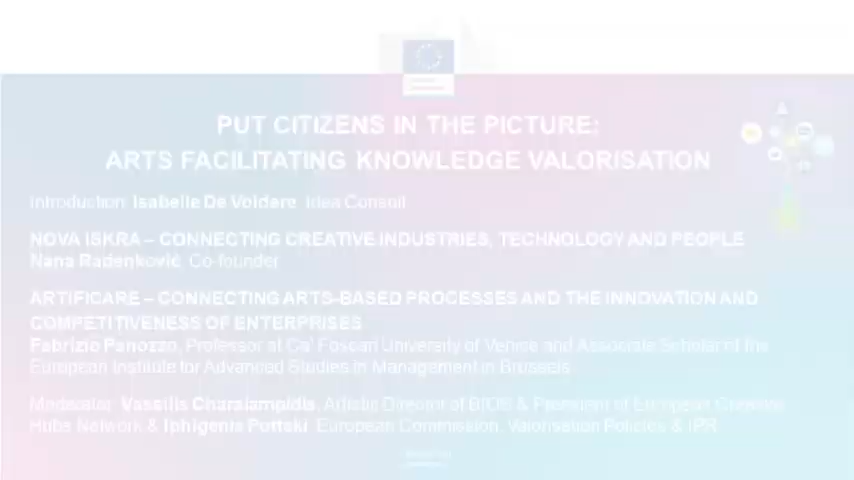 PUT CITIZENS IN THE PICTURE:
ARTS FACILITATING KNOWLEDGE VALORISATION
Introduction: Isabelle De Voldere, Idea Consult
NOVA ISKRA – CONNECTING CREATIVE INDUSTRIES, TECHNOLOGY AND PEOPLE
Nana Radenković, Co-founder
ARTIFICARE – CONNECTING ARTS-BASED PROCESSES AND THE INNOVATION AND
COMPETITIVENESS OF ENTERPRISES
Fabrizio Panozzo, Professor at Ca' Foscari University of Venice and Associate Scholar of the
European Institute for Advanced Studies in Management in Brussels
Moderator: Vassilis Charalampidis, Artistic Director of BIOS & President of European Creative
Hubs Network & Iphigenia Pottaki, European Commission, Valorisation Policies & IPR